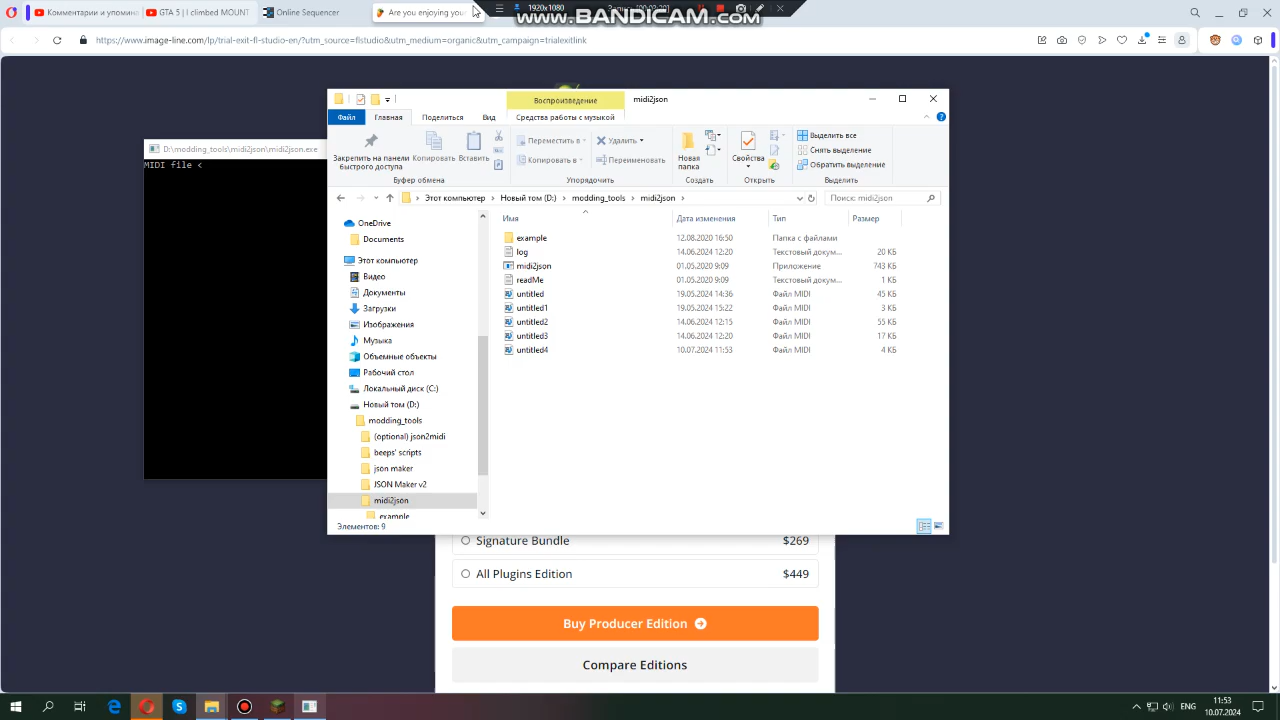 Комментарии и упомина
GTA 5 | I climbed MOUNT
Online Sequencer
Are you enjoying your
1920x1080
www.BANDICAM.com
https://www.image-line.com/lp/trial-exit-fl-studio-en/?utm_source=flstudio&utm_medium=organic&utm_campaign=trialexitlink
D:\modding_tools\midi2json\midi2json.exe
MIDI file <
Воспроизведение
midi2json
Файл
Главная
Поделиться
Вид
Средства работы с музыкой
Закрепить на панели быстрого доступа
Копировать
Вставить
Буфер обмена
Переместить в
Копировать в
Удалить
Переименовать
Упорядочить
Новая папка
Создать
Свойства
Открыть
Выделить все
Снять выделение
Обратить выделение
Выделить
Этот компьютер
Новый том (D:)
modding_tools
midi2json
Поиск: midi2json
OneDrive
Documents
Этот компьютер
Видео
Документы
Загрузки
Изображения
Музыка
Объемные объекты
Рабочий стол
Локальный диск (C:)
Новый том (D:)
modding_tools
(optional) json2midi
beeps' scripts
json maker
JSON Maker v2
midi2json
example
Имя Дата изменения Тип Размер
example 12.08.2020 16:50 Папка с файлами
log 14.06.2024 12:20 Текстовый докум... 20 КБ
midi2json 01.05.2020 9:09 Приложение 743 КБ
readMe 01.05.2020 9:09 Текстовый докум... 1 КБ
untitled 19.05.2024 14:36 Файл MIDI 45 КБ
untitled1 19.05.2024 15:22 Файл MIDI 3 КБ
untitled2 14.06.2024 12:15 Файл MIDI 55 КБ
untitled3 14.06.2024 12:20 Файл MIDI 17 КБ
untitled4 10.07.2024 11:53 Файл MIDI 4 КБ
Элементов: 9
Signature Bundle $269
All Plugins Edition $449
Buy Producer Edition
Compare Editions
ENG
11:53
10.07.2024